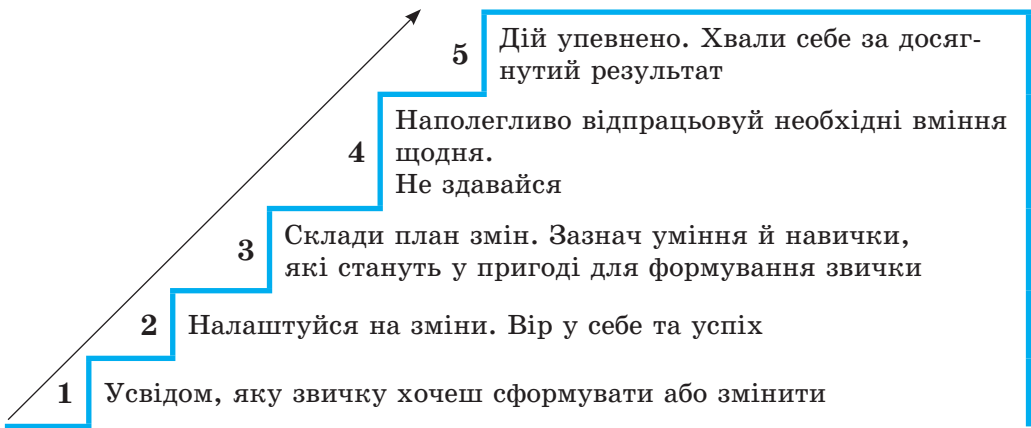 5 Дій упевнено. Хвали себе за досяг-
нутий результат
4 Наполегливо відпрацьовуй необхідні вміння
щодня.
Не здавайся
3 Склади план змін. Зазнач уміння й навички,
які стануть у пригоді для формування звички
2 Налаштуйся на зміни. Вір у себе та успіх
1 Усвідом, яку звичку хочеш сформувати або змінити